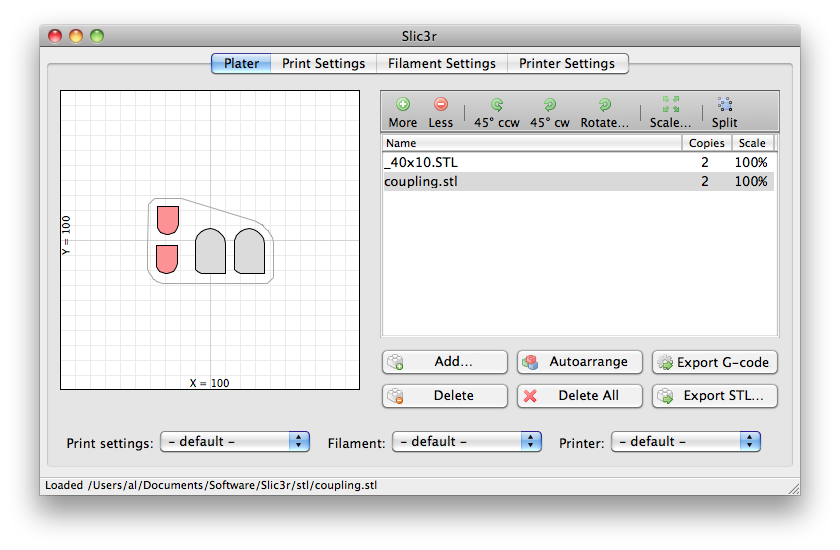 Slic3r
Plater Print Settings Filament Settings Printer Settings
More Less 45° ccw 45° cw Rotate... Scale... Split
Name Copies Scale
_40x10.STL 2 100%
coupling.stl 2 100%
Y = 100
X = 100
Add... Autoarrange Export G-code
Delete Delete All Export STL...
Print settings: - default - Filament: - default - Printer: - default -
Loaded /Users/al/Documents/Software/Slic3r/stl/coupling.stl